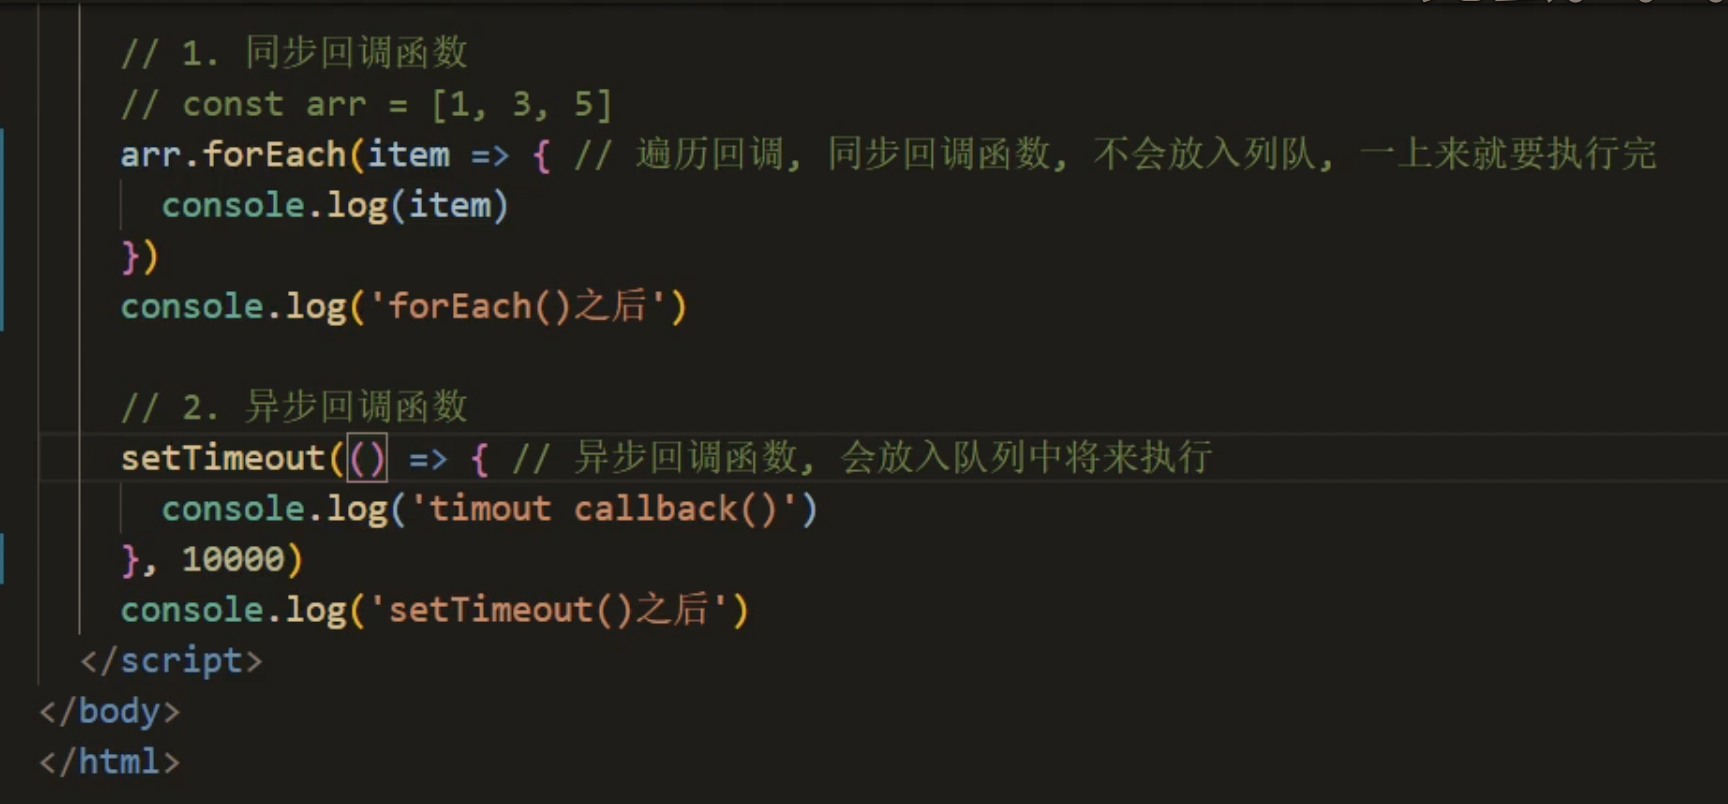 // 1. 同步回调函数
// const arr = [1, 3, 5]
arr.forEach(item => { // 遍历回调, 同步回调函数, 不会放入列队, 一上来就要执行完
console.log(item)
})
console.log('forEach()之后')
// 2. 异步回调函数
setTimeout(() => { // 异步回调函数, 会放入队列中将来执行
console.log('timout callback()')
}, 10000)
console.log('setTimeout()之后')
</script>
</body>
</html>